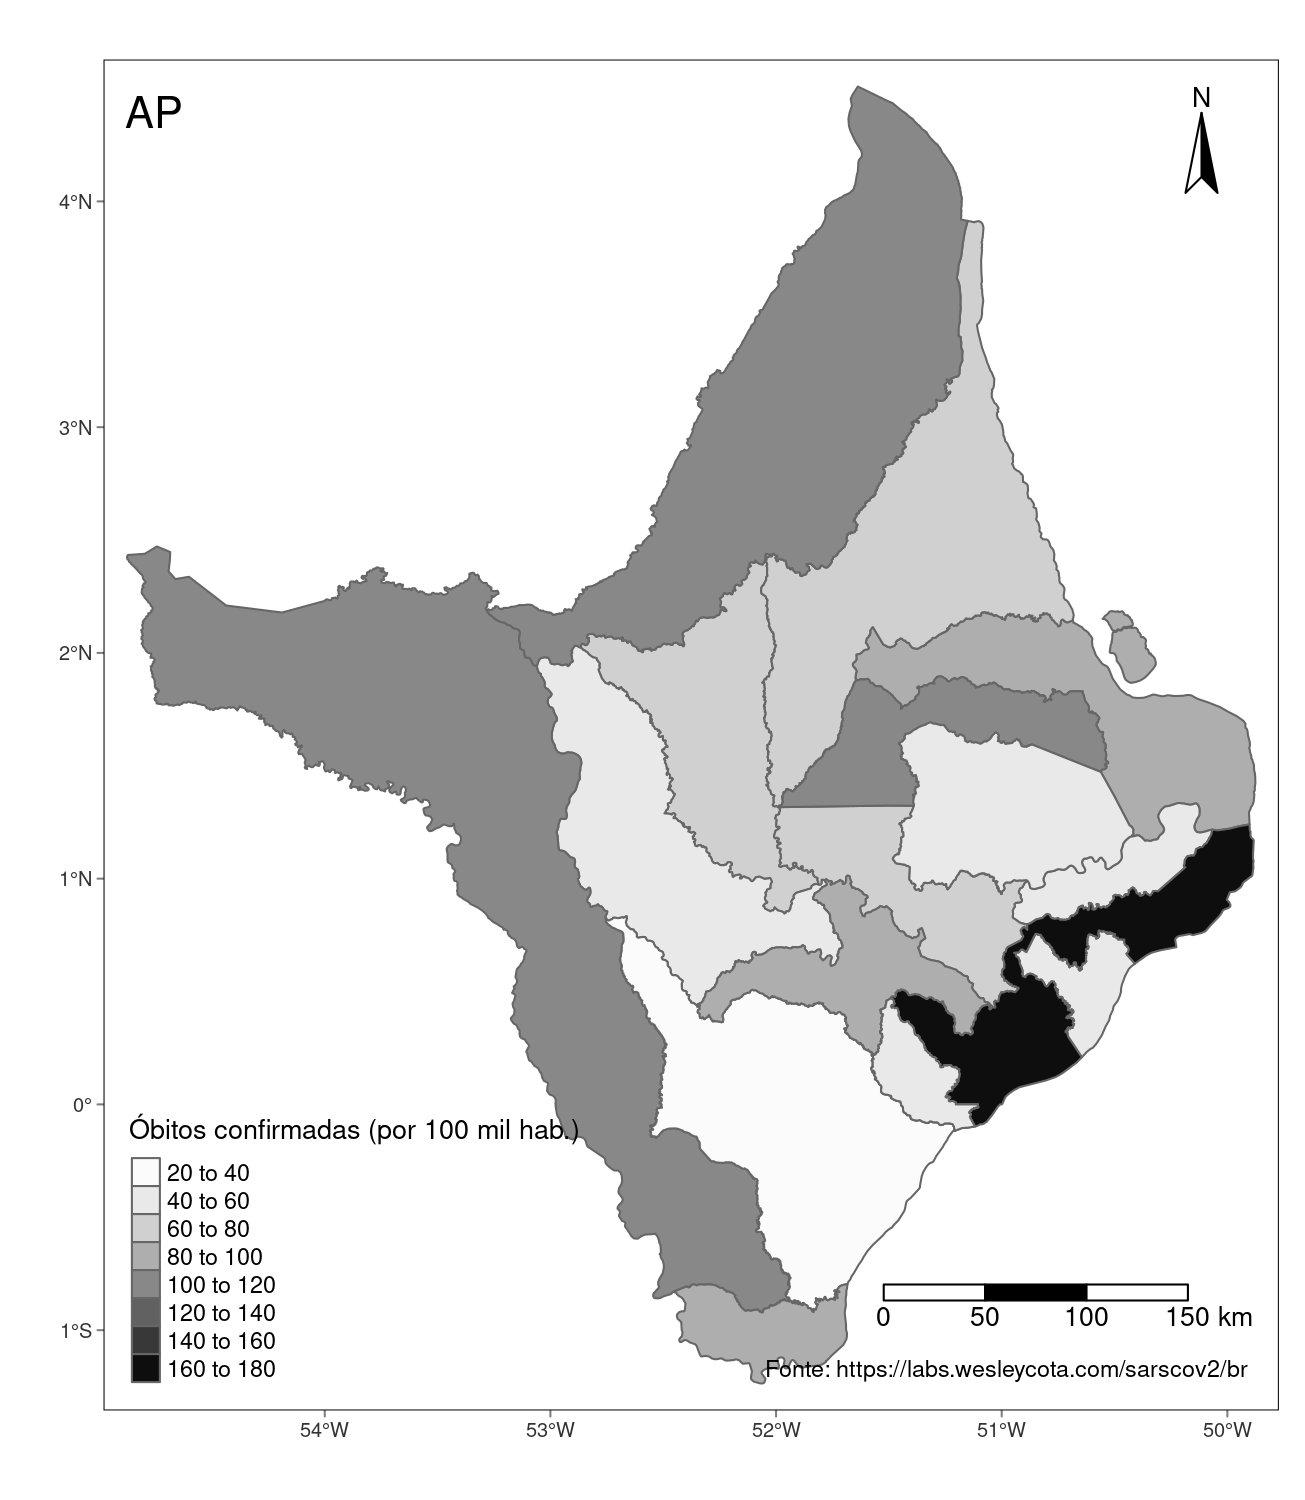 AP
N
4°N
3°N
2°N
1°N
0°
1°S
Óbitos confirmadas (por 100 mil hab.)
20 to 40
40 to 60
60 to 80
80 to 100
100 to 120
120 to 140
140 to 160
160 to 180
0 50 100 150 km
Fonte: https://labs.wesleycota.com/sarscov2/br
54°W 53°W 52°W 51°W 50°W